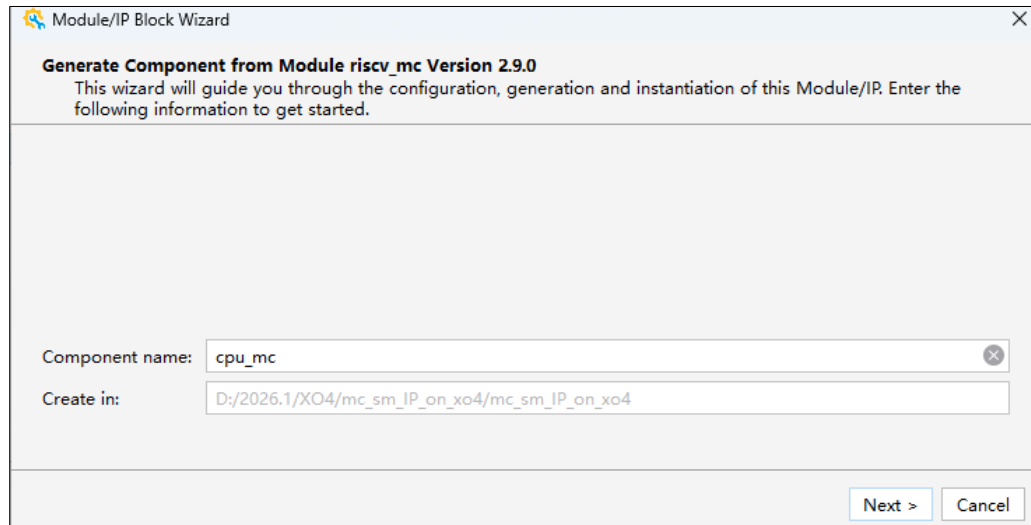 Module/IP Block Wizard
Generate Component from Module riscv_mc Version 2.9.0
This wizard will guide you through the configuration, generation and instantiation of this Module/IP. Enter the
following information to get started.
Component name: cpu_mc
Create in: D:/2026.1/XO4/mc_sm_IP_on_xo4/mc_sm_IP_on_xo4
Next > Cancel